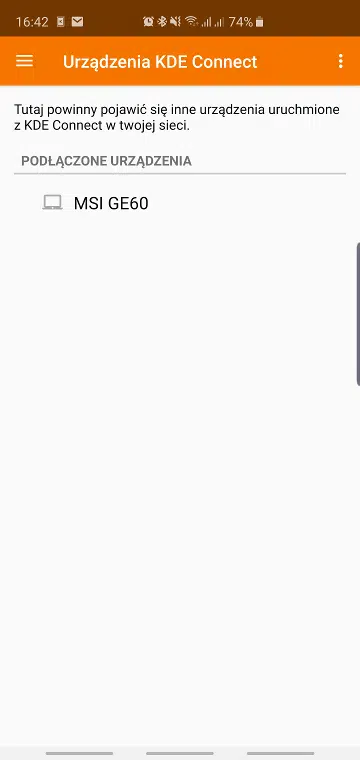 16:42 74%
Urządzenia KDE Connect
Tutaj powinny pojawić się inne urządzenia uruchmione
z KDE Connect w twojej sieci.
PODŁĄCZONE URZĄDZENIA
MSI GE60